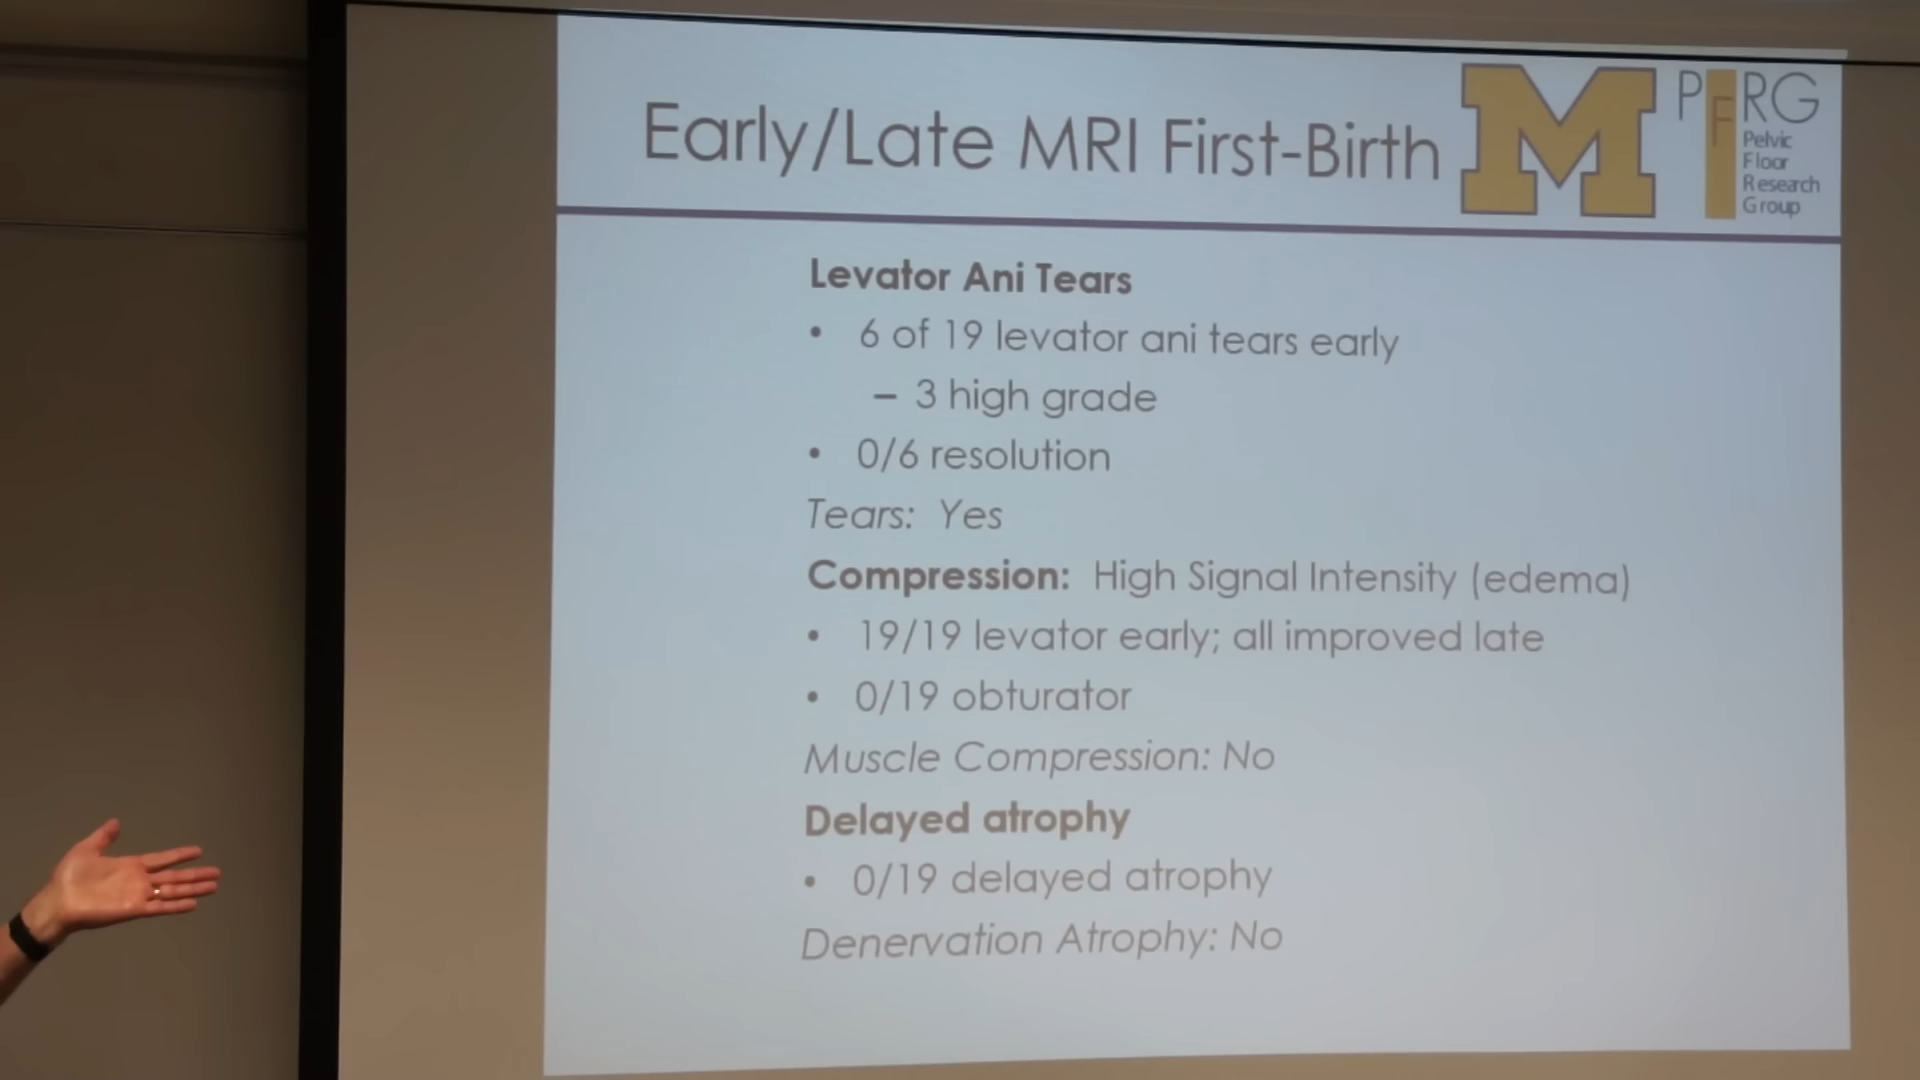 Early/Late MRI First-Birth
M
PFRG
Pelvic
Floor
Research
Group
Levator Ani Tears
• 6 of 19 levator ani tears early
– 3 high grade
• 0/6 resolution
Tears: Yes
Compression: High Signal Intensity (edema)
• 19/19 levator early; all improved late
• 0/19 obturator
Muscle Compression: No
Delayed atrophy
• 0/19 delayed atrophy
Denervation Atrophy: No